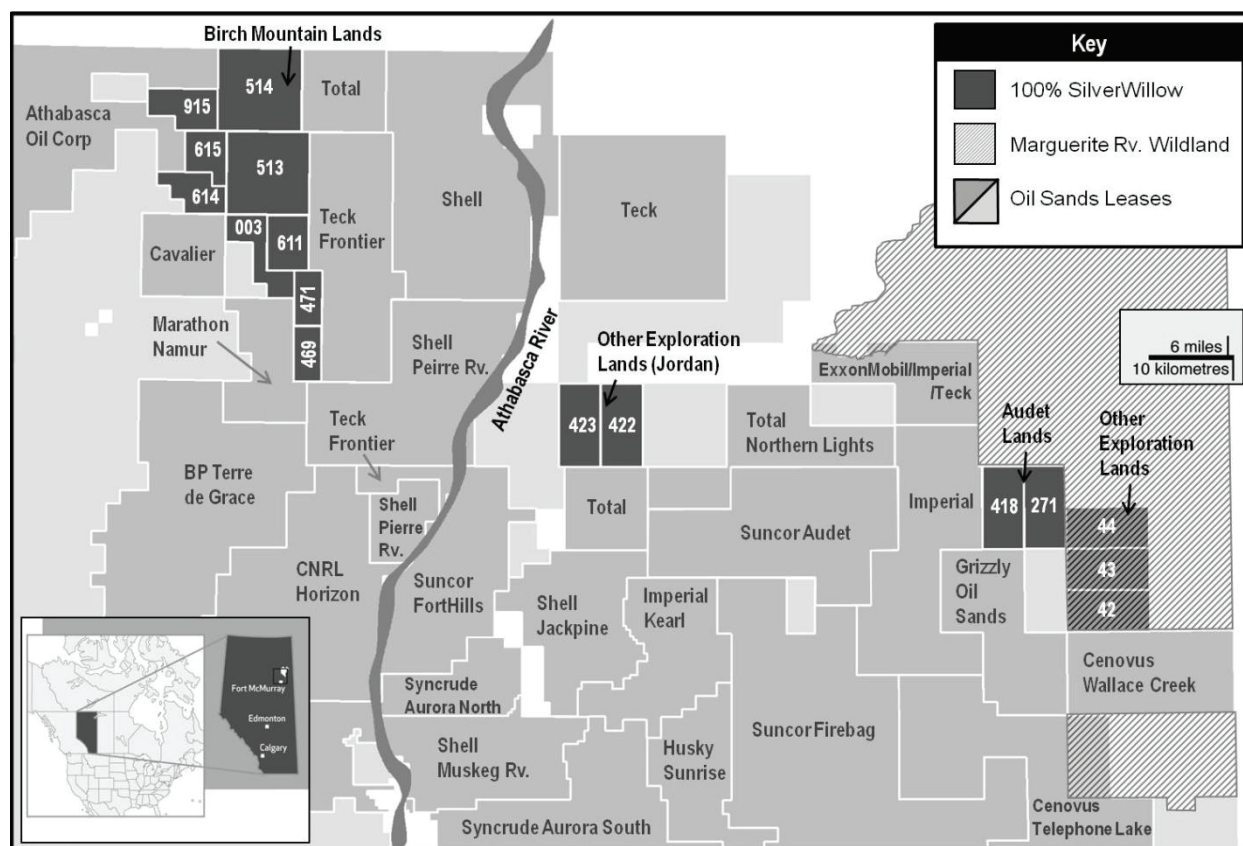 Birch Mountain Lands
514
Total
915
Athabasca
Oil Corp
615
513
614
Shell
Teck
Teck
Frontier
003
611
Cavalier
471
469
Marathon
Namur
Shell
Peirre Rv.
Athabasca River
Other Exploration
Lands (Jordan)
423
422
Total
Northern Lights
ExxonMobil/Imperial
/Teck
Audet
Lands
Other
Exploration
Lands
Teck
Frontier
BP Terre
de Grace
Shell
Pierre
Rv.
Total
Suncor Audet
Imperial
418
271
44
43
42
CNRL
Horizon
Suncor
FortHills
Shell
Jackpine
Imperial
Kearl
Grizzly
Oil
Sands
Cenovus
Wallace Creek
Syncrude
Aurora North
Shell
Muskeg Rv.
Husky
Sunrise
Suncor Firebag
Syncrude Aurora South
Cenovus
Telephone Lake
Key
100% SilverWillow
Marguerite Rv. Wildland
Oil Sands Leases
6 miles
10 kilometres
Fort McMurray
Edmonton
Calgary